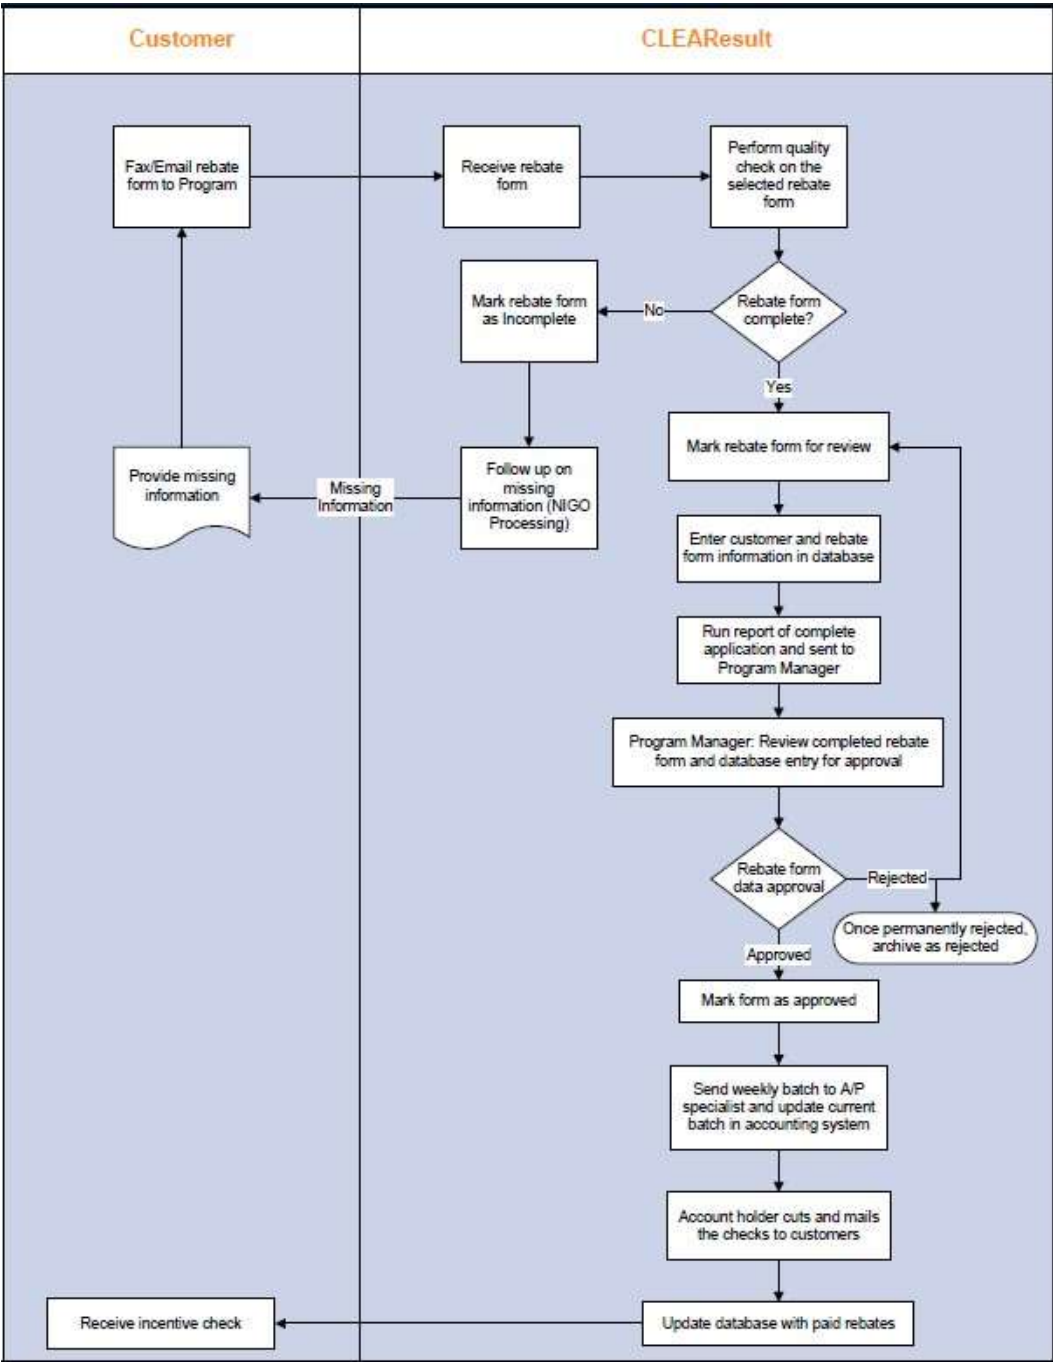 Customer
CLEAResult
Fax/Email rebate
form to Program
Receive rebate
form
Perform quality
check on the
selected rebate
form
Mark rebate form
as Incomplete
No
Rebate form
complete?
Yes
Mark rebate form for review
Provide missing
information
Missing
Information
Follow up on
missing
information (NIGO
Processing)
Enter customer and rebate
form information in database
Run report of complete
application and sent to
Program Manager
Program Manager: Review completed rebate
form and database entry for approval
Rebate form
data approval
Rejected
Once permanently rejected,
archive as rejected
Approved
Mark form as approved
Send weekly batch to A/P
specialist and update current
batch in accounting system
Account holder cuts and mails
the checks to customers
Receive incentive check
Update database with paid rebates